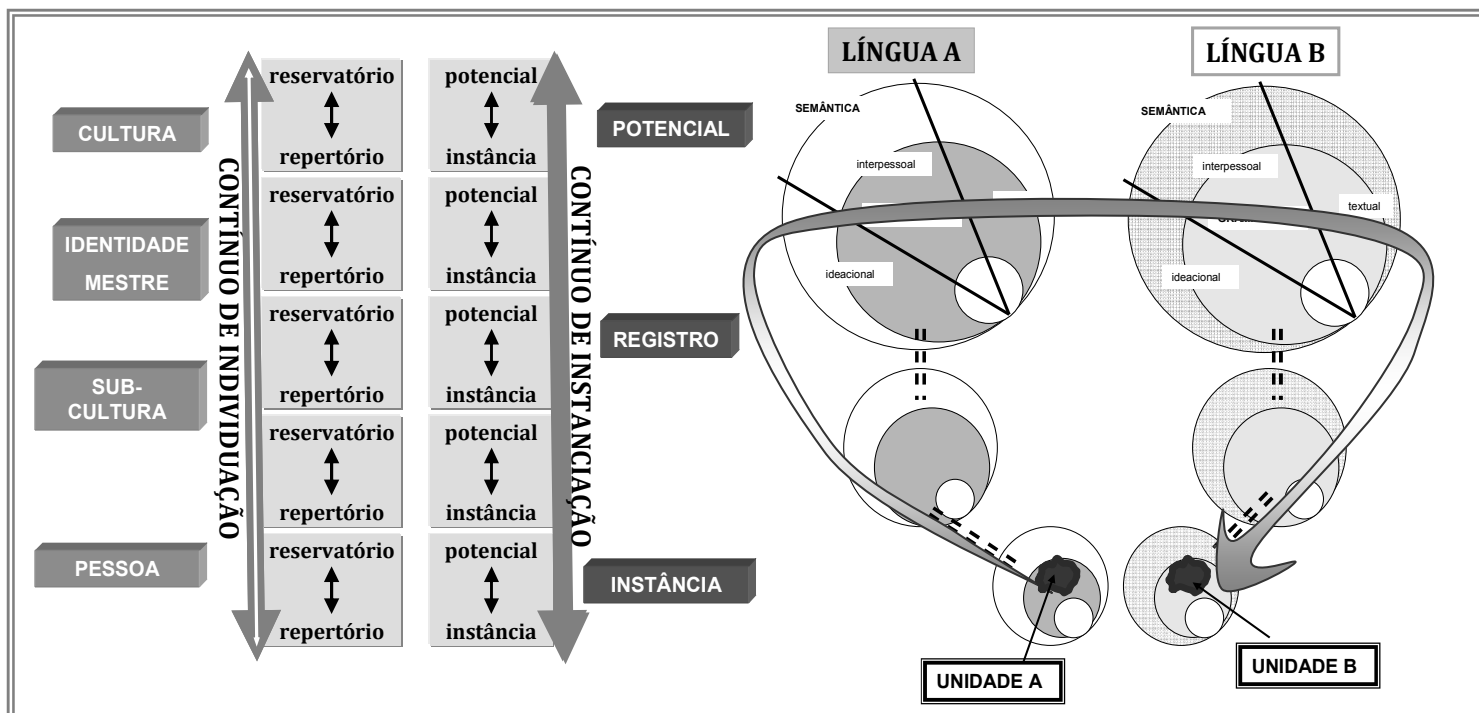 CULTURA
IDENTIDADE
MESTRE
SUB-
CULTURA
PESSOA
CONTÍNUO DE INDIVIDUAÇÃO
reservatório
repertório
reservatório
repertório
reservatório
repertório
reservatório
repertório
reservatório
repertório
potencial
instância
potencial
instância
potencial
instância
potencial
instância
potencial
instância
CONTÍNUO DE INSTANCIAÇÃO
POTENCIAL
REGISTRO
INSTÂNCIA
LÍNGUA A
SEMÂNTICA
interpessoal
ideacional
LÍNGUA B
SEMÂNTICA
interpessoal
textual
ideacional
UNIDADE A
UNIDADE B